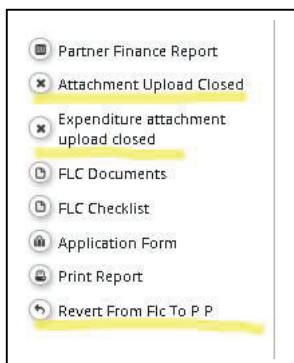 Partner Finance Report
Attachment Upload Closed
Expenditure attachment
upload closed
FLC Documents
FLC Checklist
Application Form
Print Report
Revert From Flc To P P